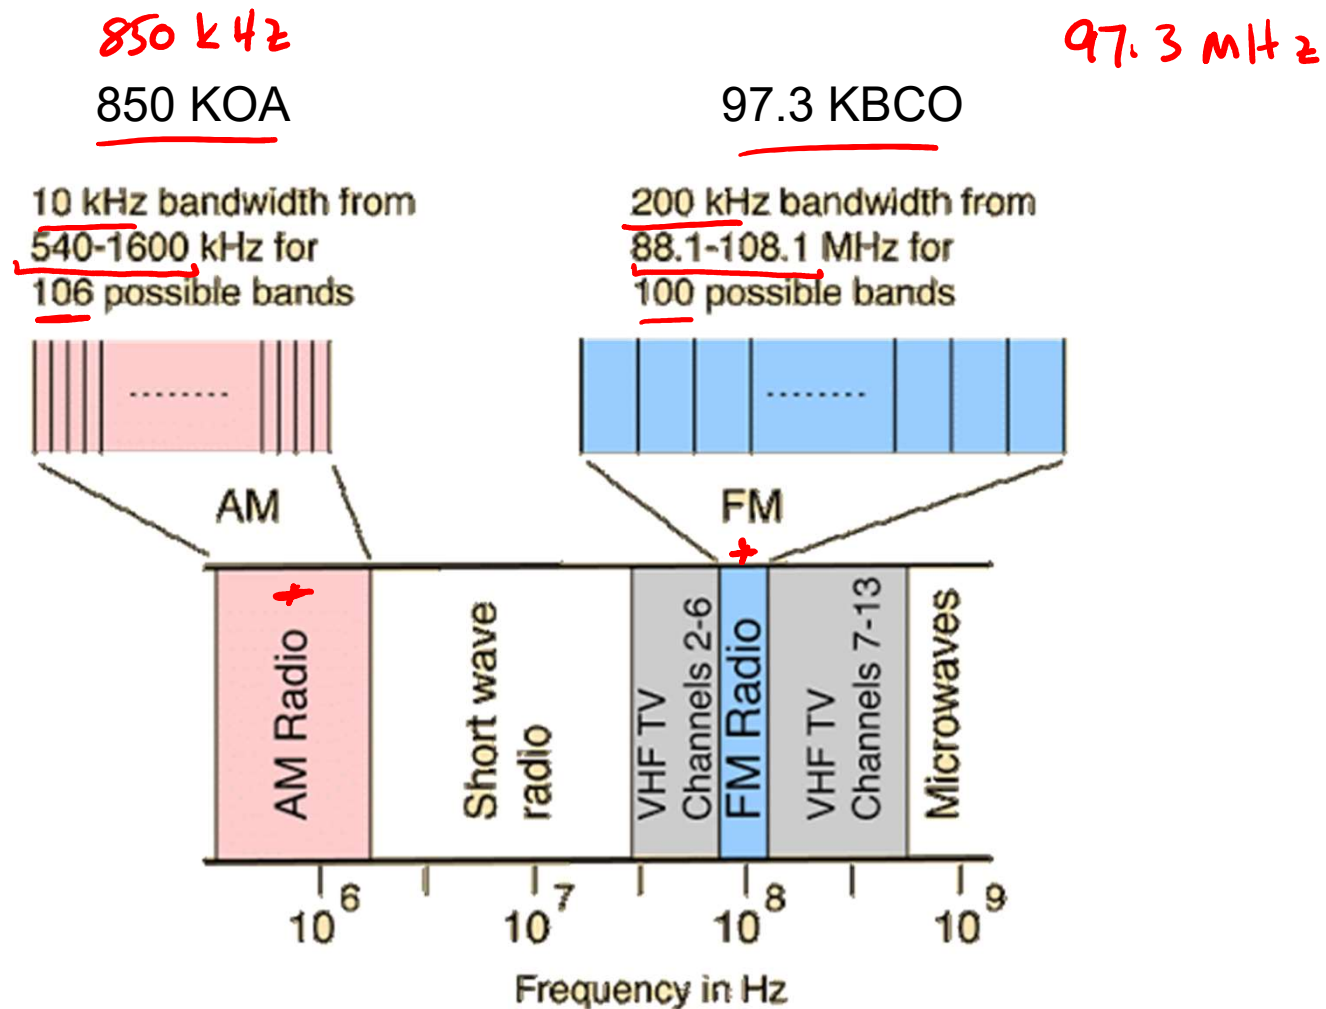 850 kHz
97.3 mHz
850 KOA
97.3 KBCO
10 kHz bandwidth from
540-1600 kHz for
106 possible bands
200 kHz bandwidth from
88.1-108.1 MHz for
100 possible bands
AM
FM
AM Radio
Short wave
radio
VHF TV
Channels 2-6
FM Radio
VHF TV
Channels 7-13
Microwaves
10^6
10^7
10^8
10^9
Frequency in Hz